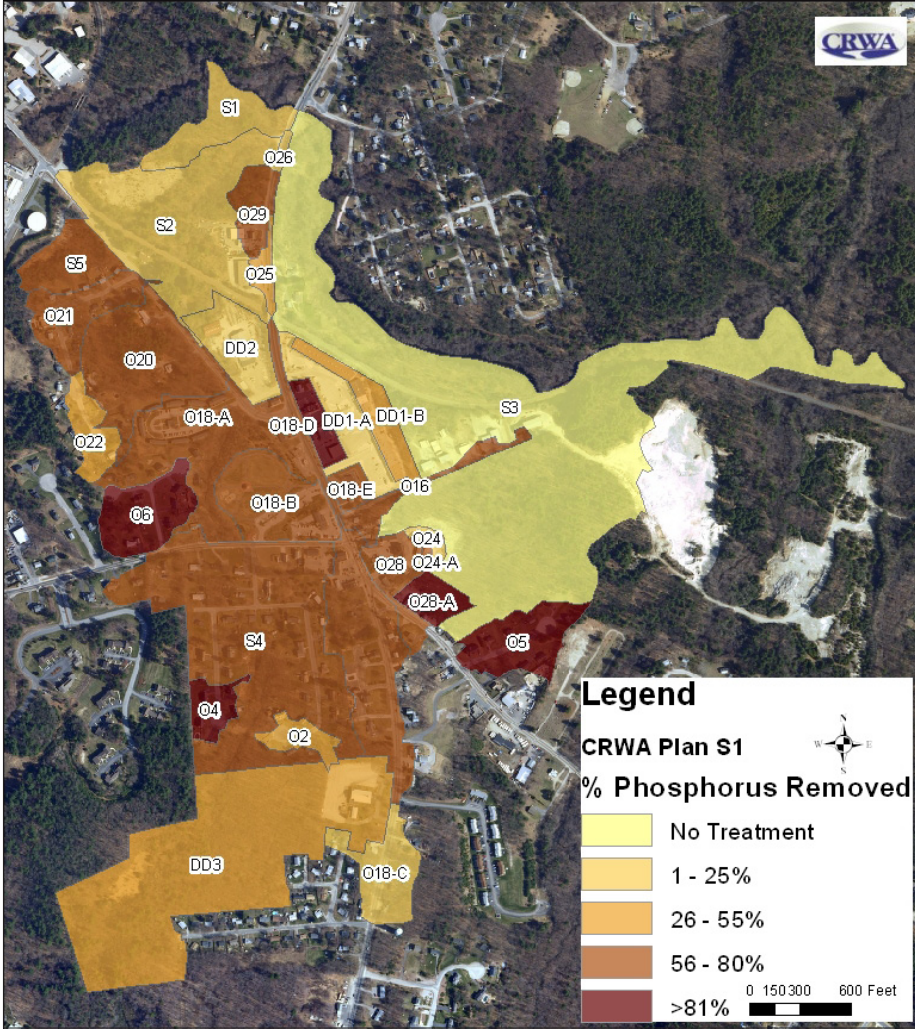 CRWA
S1
O26
O29
S2
S5
O25
O21
DD2
O20
S3
O18-A
O18-D
DD1-A
DD1-B
O22
O16
O18-E
O18-B
O6
O24
O28
O24-A
O28-A
S4
O5
O4
O2
DD3
O18-C
Legend
CRWA Plan S1
N
W
E
S
% Phosphorus Removed
No Treatment
1 - 25%
26 - 55%
56 - 80%
>81%
0 150 300 600 Feet